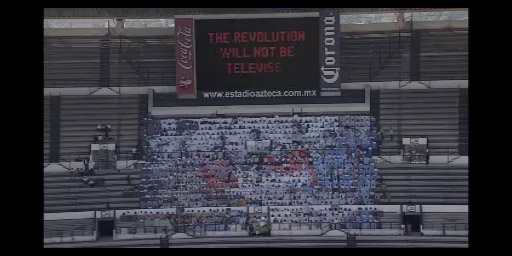 THE REVOLUTION
WILL NOT BE
TELEVISE
Coca-Cola
Corona
www.estadioazteca.com.mx